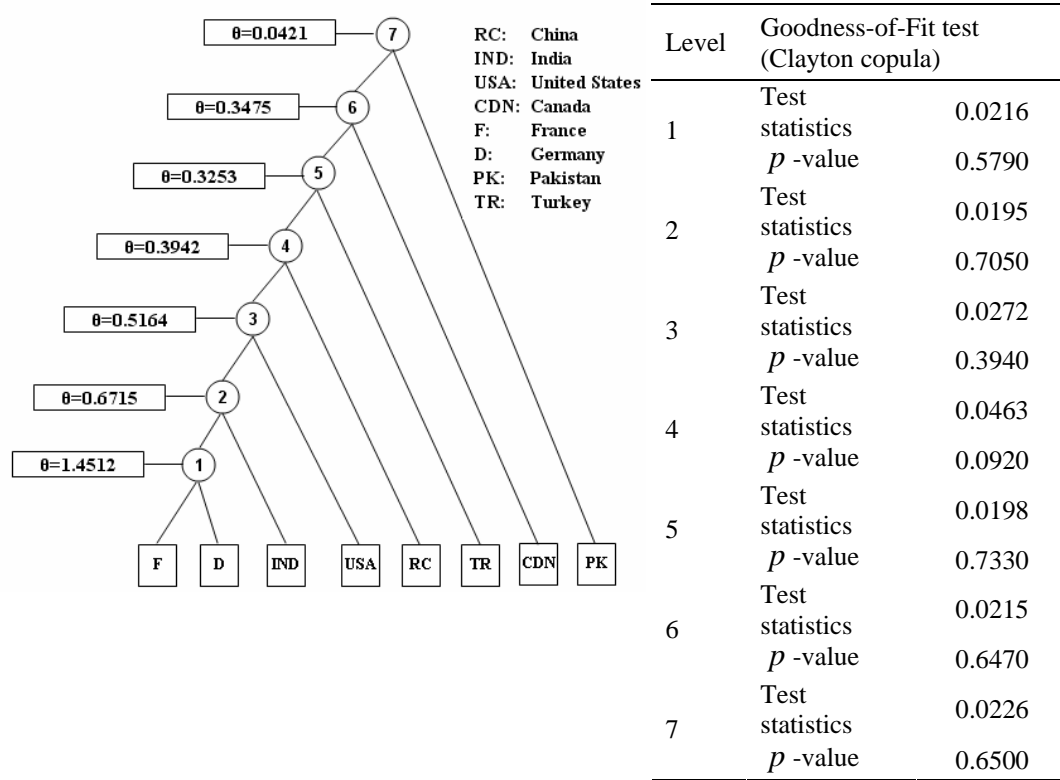 θ=0.0421
7
θ=0.3475
6
θ=0.3253
5
θ=0.3942
4
θ=0.5164
3
θ=0.6715
2
θ=1.4512
1
F D IND USA RC TR CDN PK
RC: China
IND: India
USA: United States
CDN: Canada
F: France
D: Germany
PK: Pakistan
TR: Turkey
Level Goodness-of-Fit test
(Clayton copula)
1 Test
statistics 0.0216
p -value 0.5790
2 Test
statistics 0.0195
p -value 0.7050
3 Test
statistics 0.0272
p -value 0.3940
4 Test
statistics 0.0463
p -value 0.0920
5 Test
statistics 0.0198
p -value 0.7330
6 Test
statistics 0.0215
p -value 0.6470
7 Test
statistics 0.0226
p -value 0.6500